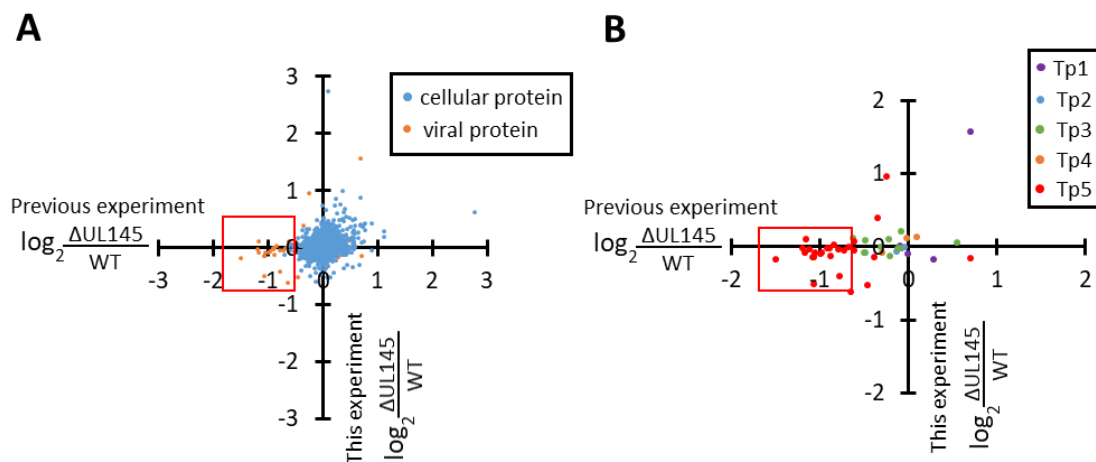 A
3
2
1
0
-1
-2
-3
-3 -2 -1 0 1 2 3
cellular protein
viral protein
Previous experiment
log2 ΔUL145
WT
This experiment
log2 ΔUL145
WT
B
2
1
0
-1
-2
-2 -1 0 1 2
Tp1
Tp2
Tp3
Tp4
Tp5
Previous experiment
log2 ΔUL145
WT
This experiment
log2 ΔUL145
WT